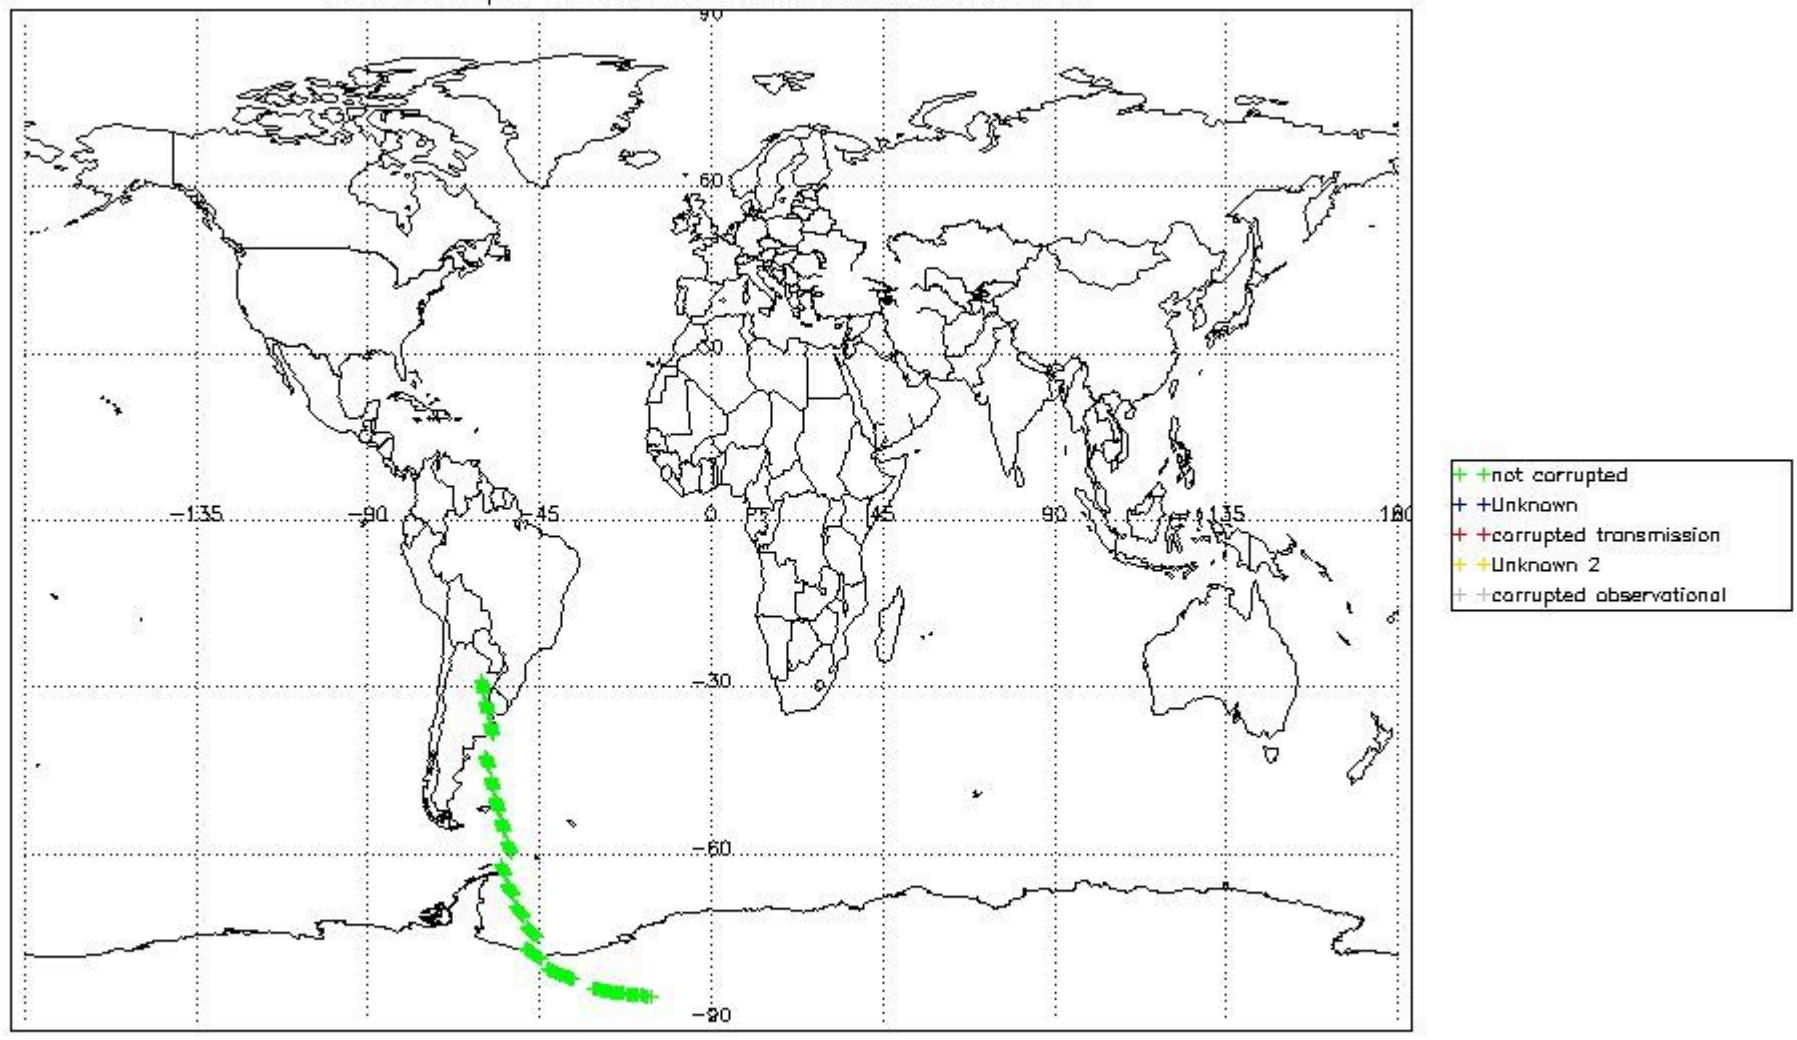 90
60
30
-135 -90 -45 0 45 90 135 180
-30
-60
-90
not corrupted
Unknown
corrupted transmission
Unknown 2
corrupted observational